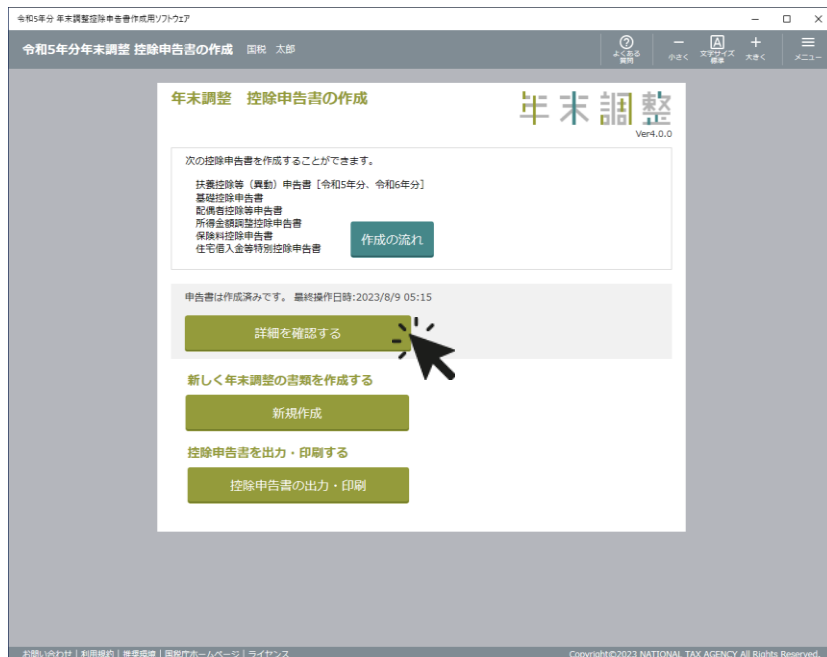 令和5年分 年末調整控除申告書作成用ソフトウェア
令和5年分年末調整 控除申告書の作成 国税 太郎
よくある
質問
小さく
A
文字サイズ
標準
大きく
メニュー
年末調整 控除申告書の作成
年末調整
Ver4.0.0
次の控除申告書を作成することができます。
扶養控除等（異動）申告書［令和5年分、令和6年分］
基礎控除申告書
配偶者控除等申告書
所得金額調整控除申告書
保険料控除申告書
住宅借入金等特別控除申告書
作成の流れ
申告書は作成済みです。 最終操作日時:2023/8/9 05:15
詳細を確認する
新しく年末調整の書類を作成する
新規作成
控除申告書を出力・印刷する
控除申告書の出力・印刷
お問い合わせ | 利用規約 | 推奨環境 | 国税庁ホームページ | ライセンス
Copyright©2023 NATIONAL TAX AGENCY All Rights Reserved.